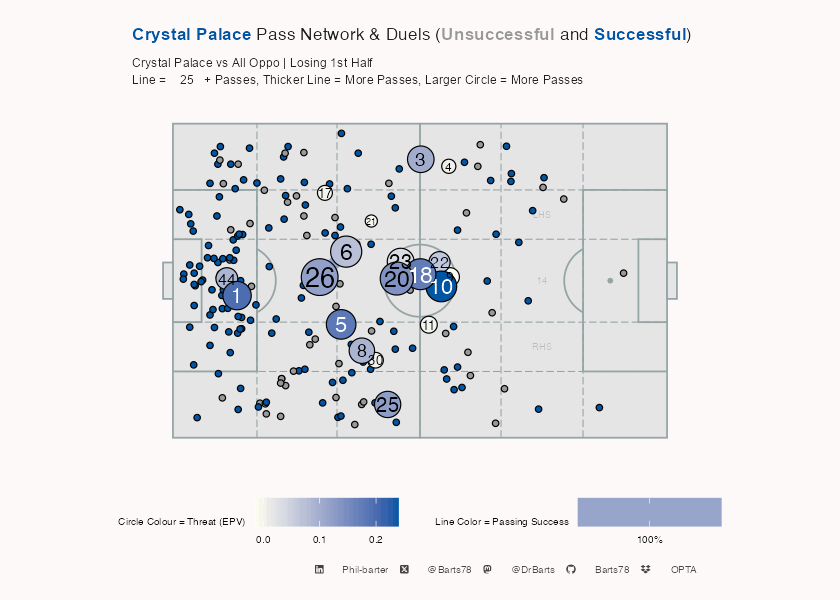 Crystal Palace Pass Network & Duels (Unsuccessful and Successful)
Crystal Palace vs All Oppo | Losing 1st Half
Line = 25 + Passes, Thicker Line = More Passes, Larger Circle = More Passes
3
4
17
LHS
21
6
23
22
44
26
20
18
14
1
10
5
11
8
30
RHS
25
Circle Colour = Threat (EPV)
0.0 0.1 0.2
Line Color = Passing Success
100%
Phil-barter @Barts78 @DrBarts Barts78 OPTA